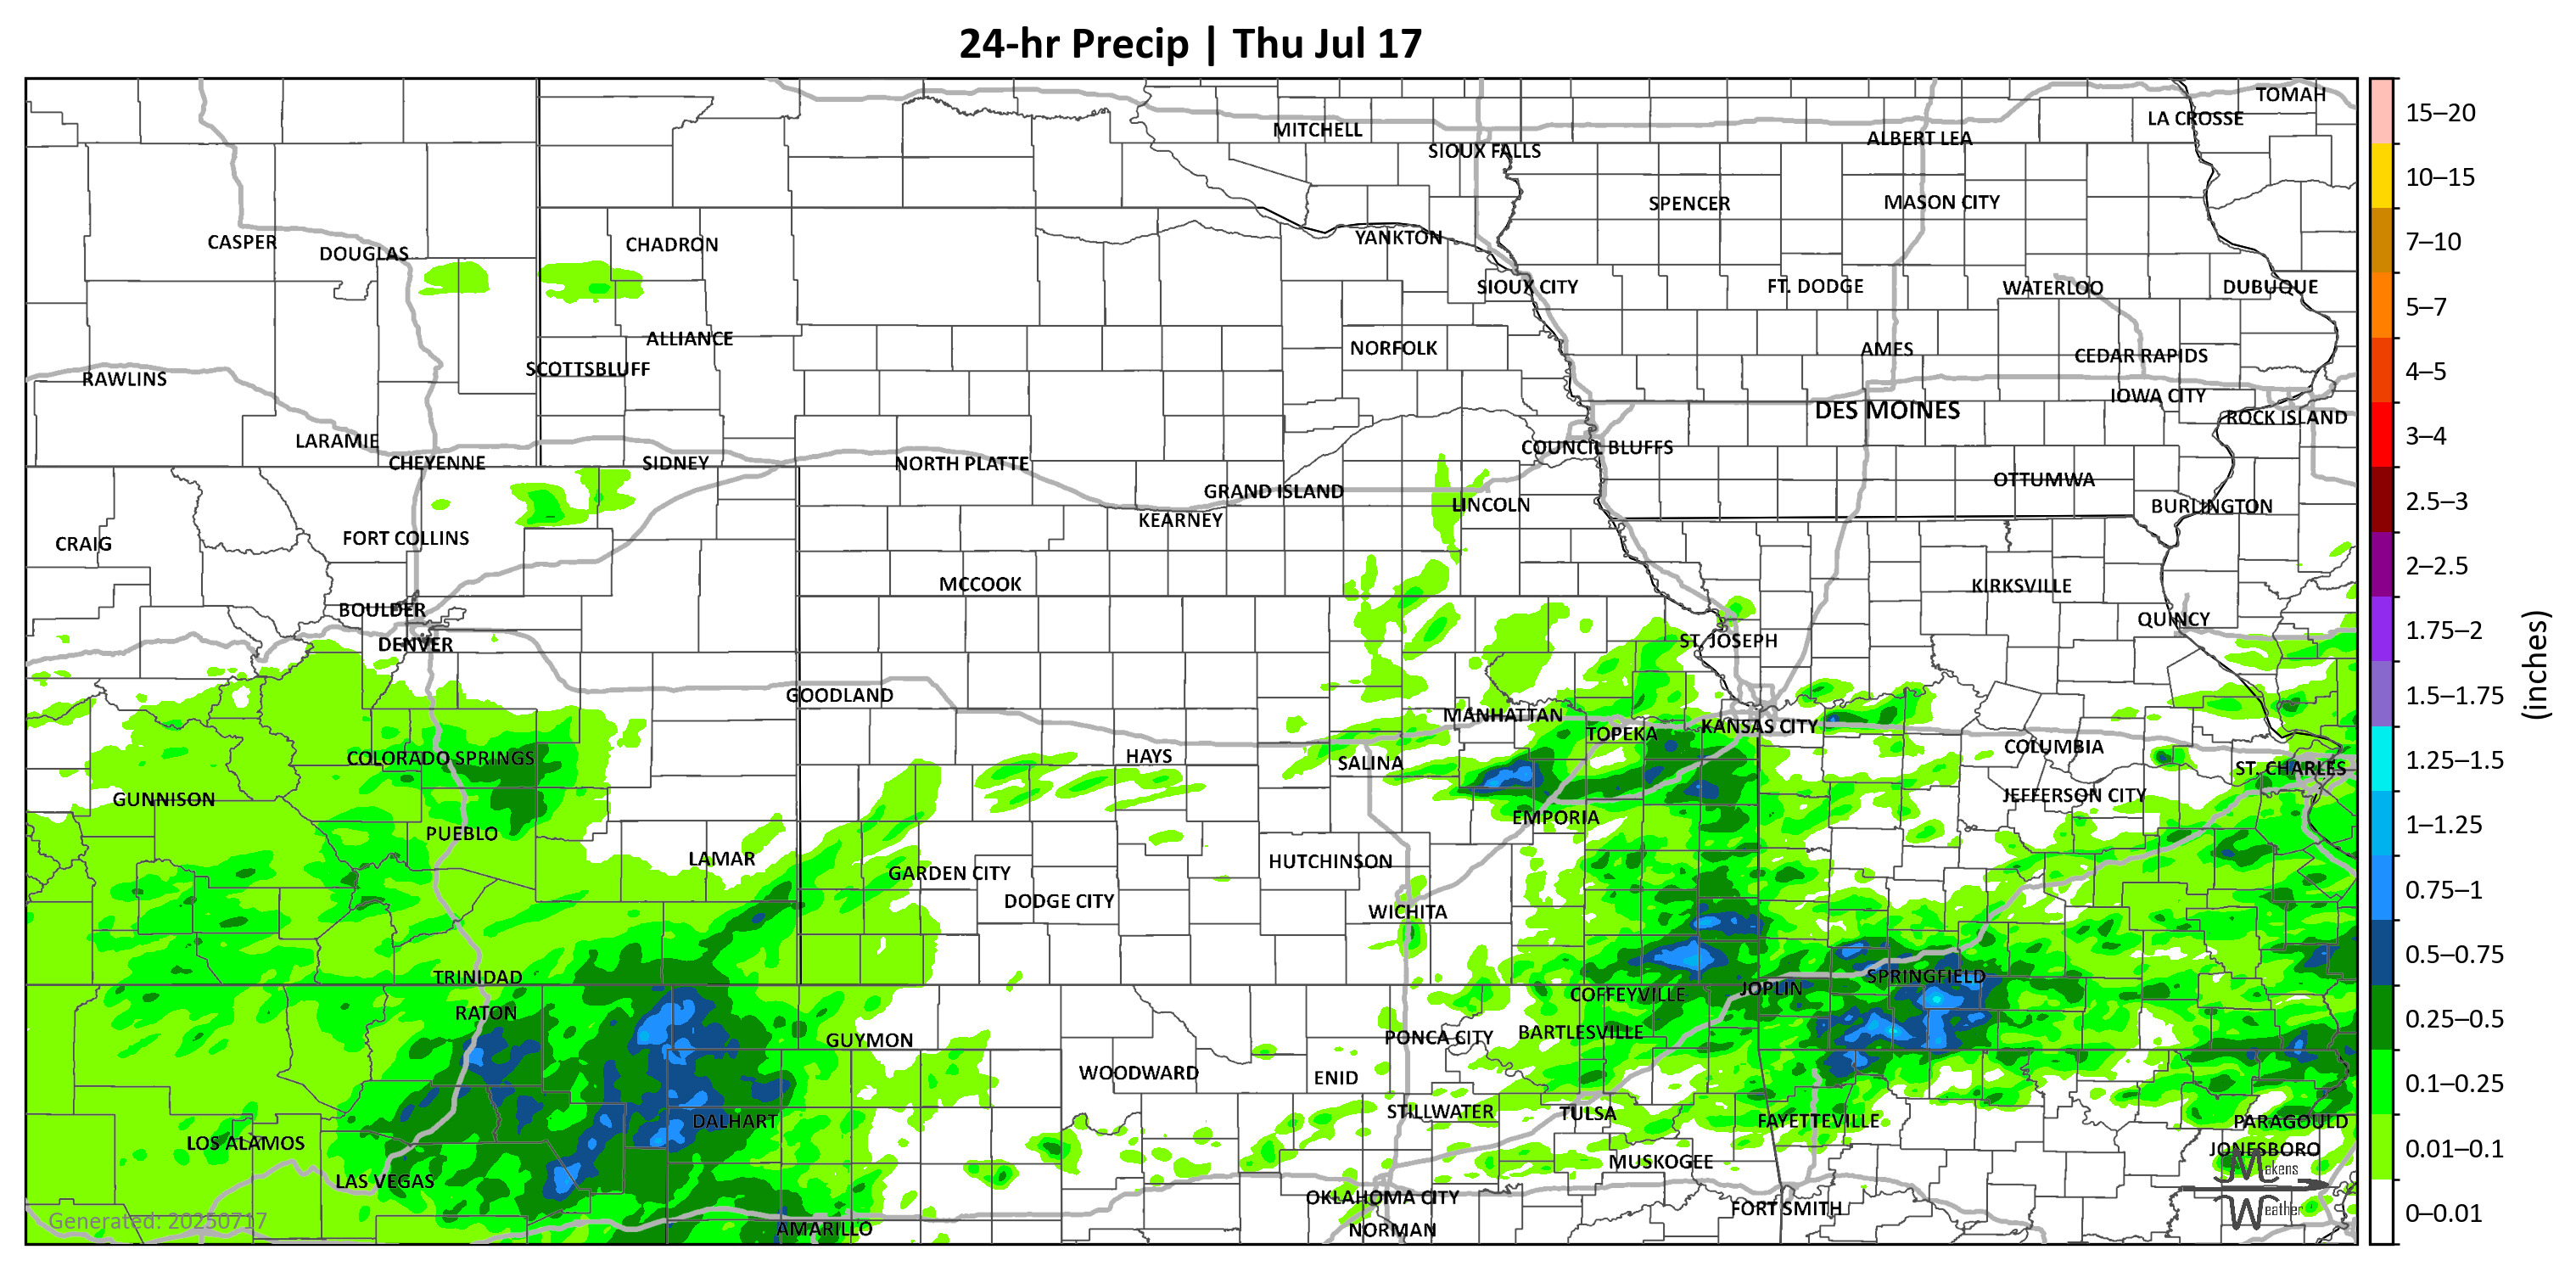 24-hr Precip | Thu Jul 17
TOMAH
LA CROSSE
MITCHELL
ALBERT LEA
SIOUX FALLS
SPENCER
MASON CITY
CASPER
DOUGLAS
CHADRON
YANKTON
SIOUX CITY
FT. DODGE
WATERLOO
DUBUQUE
ALLIANCE
NORFOLK
AMES
CEDAR RAPIDS
SCOTTSBLUFF
RAWLINS
IOWA CITY
DES MOINES
ROCK ISLAND
LARAMIE
COUNCIL BLUFFS
CHEYENNE
SIDNEY
NORTH PLATTE
OTTUMWA
GRAND ISLAND
LINCOLN
BURLINGTON
KEARNEY
FORT COLLINS
CRAIG
MCCOOK
KIRKSVILLE
BOULDER
QUINCY
DENVER
ST. JOSEPH
GOODLAND
MANHATTAN
KANSAS CITY
TOPEKA
COLUMBIA
COLORADO SPRINGS
HAYS
SALINA
ST. CHARLES
GUNNISON
JEFFERSON CITY
EMPORIA
PUEBLO
LAMAR
HUTCHINSON
GARDEN CITY
DODGE CITY
WICHITA
TRINIDAD
SPRINGFIELD
JOPLIN
COFFEYVILLE
RATON
GUYMON
PONCA CITY
BARTLESVILLE
WOODWARD
ENID
STILLWATER
TULSA
DALHART
FAYETTEVILLE
PARAGOULD
LOS ALAMOS
JONESBORO
MUSKOGEE
LAS VEGAS
OKLAHOMA CITY
FORT SMITH
AMARILLO
NORMAN
Generated: 20250717
Makens
Weather
15–20
10–15
7–10
5–7
4–5
3–4
2.5–3
2–2.5
1.75–2
1.5–1.75
1.25–1.5
1–1.25
0.75–1
0.5–0.75
0.25–0.5
0.1–0.25
0.01–0.1
0–0.01
(inches)